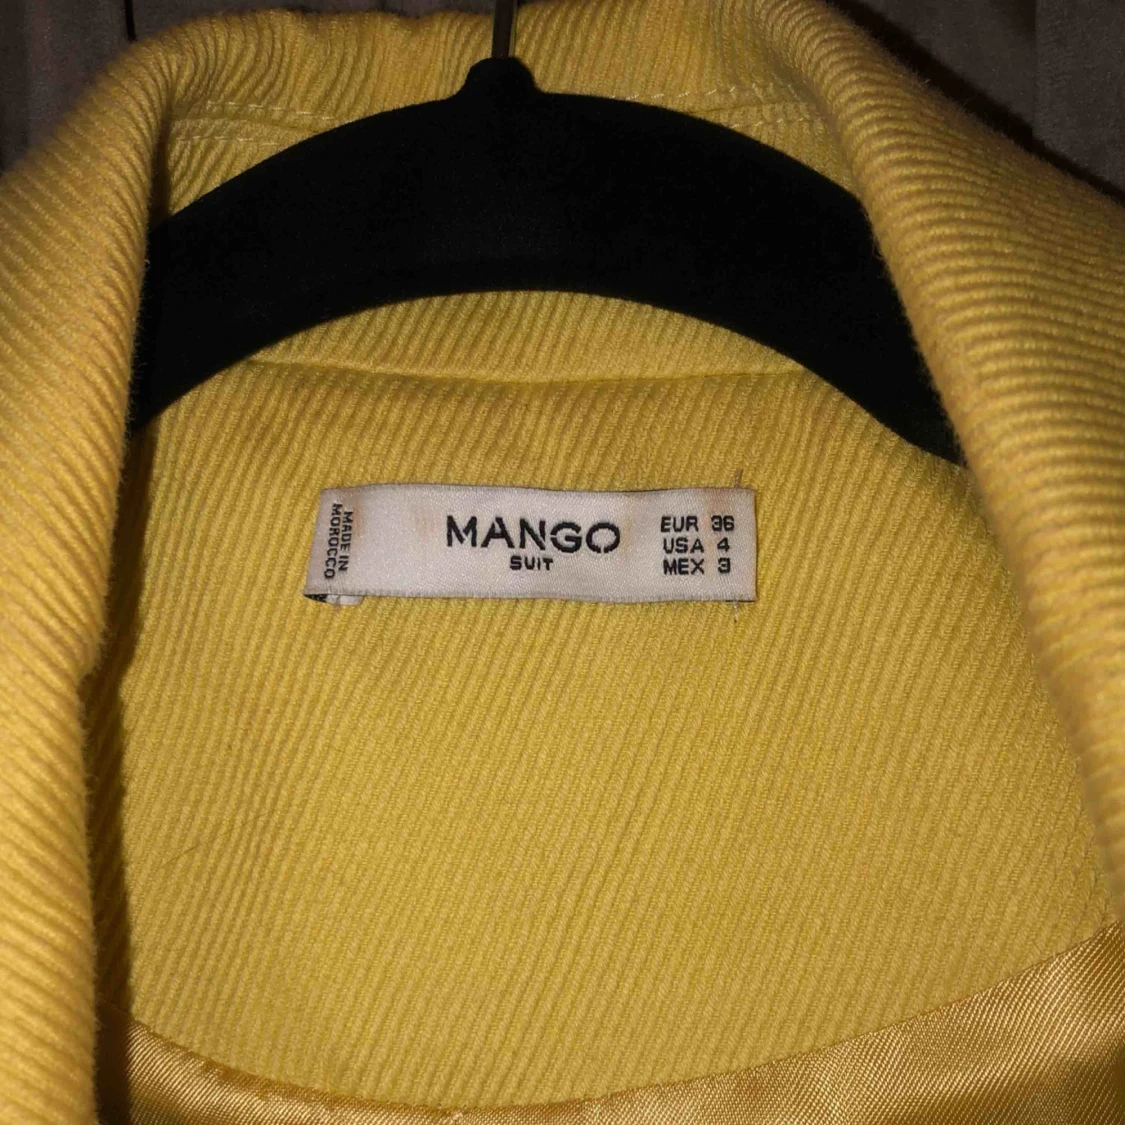 MADE IN
MOROCCO
MANGO
SUIT
EUR 36
USA 4
MEX 3